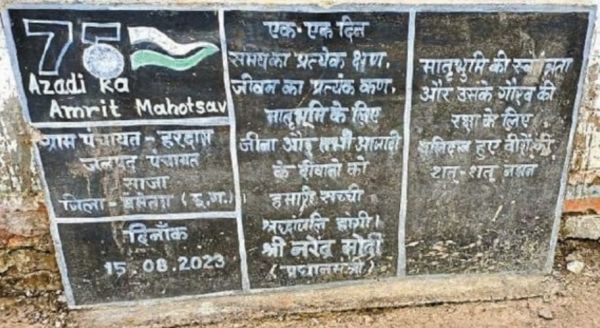 75
Azadi Ka
Amrit Mahotsav
ग्राम पंचायत - हरदास
जनपद पंचायत
साजा
जिला - बेमेतरा (छ.ग.)
दिनाँक
15.08.2023
एक-एक दिन
समय का प्रत्येक क्षण,
जीवन का प्रत्येक कण,
मातृभूमि के लिए
जीना और यही आजादी
के दीवानो को
हमारी सच्ची
श्रद्धांजलि होगी।
श्री नरेन्द्र मोदी
(प्रधानमंत्री)
मातृभूमि की स्वतंत्रता
और उसके गौरव की
रक्षा के लिए
बलिदान हुए वीरों को
शत्-शत् नमन